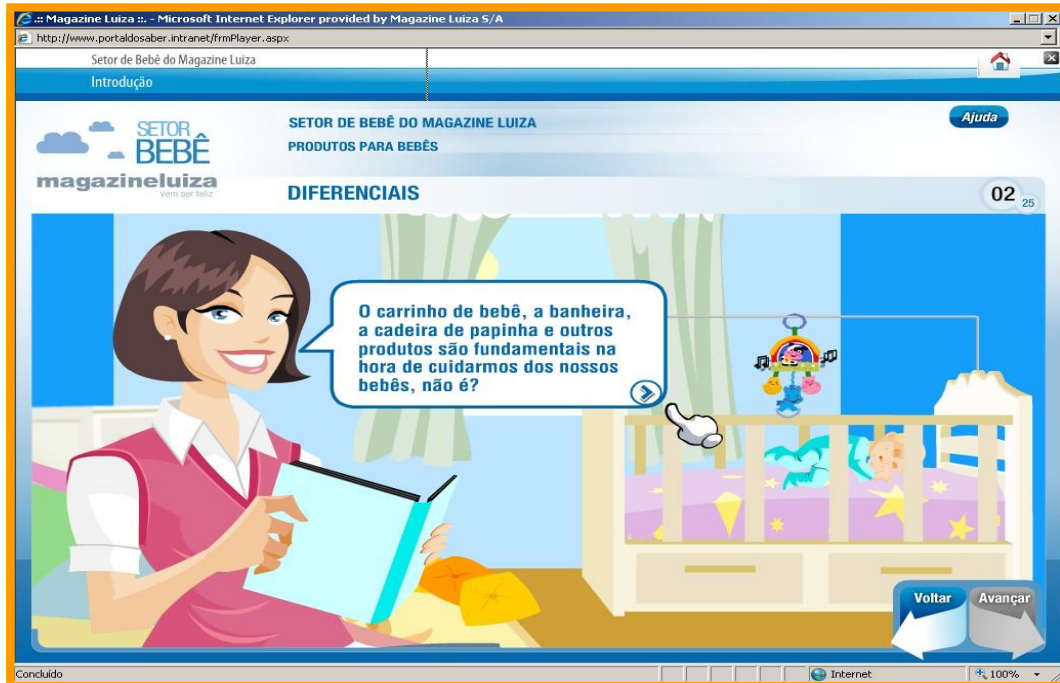 .:: Magazine Luiza ::. - Microsoft Internet Explorer provided by Magazine Luiza S/A
http://www.portaldosaber.intranet/frmPlayer.aspx
Setor de Bebê do Magazine Luiza
Introdução
SETOR
BEBÊ
magazineluiza
vem ser feliz
SETOR DE BEBÊ DO MAGAZINE LUIZA
PRODUTOS PARA BEBÊS
Ajuda
DIFERENCIAIS
02 25
O carrinho de bebê, a banheira,
a cadeira de papinha e outros
produtos são fundamentais na
hora de cuidarmos dos nossos
bebês, não é?
Voltar
Avançar
Concluído
Internet
100%